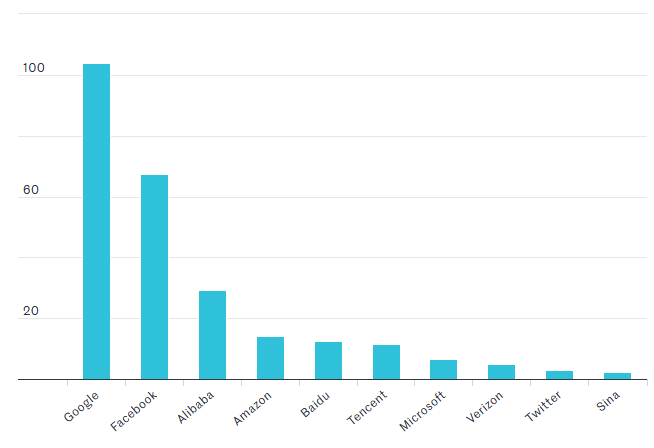 100
60
20
Google
Facebook
Alibaba
Amazon
Baidu
Tencent
Microsoft
Verizon
Twitter
Sina